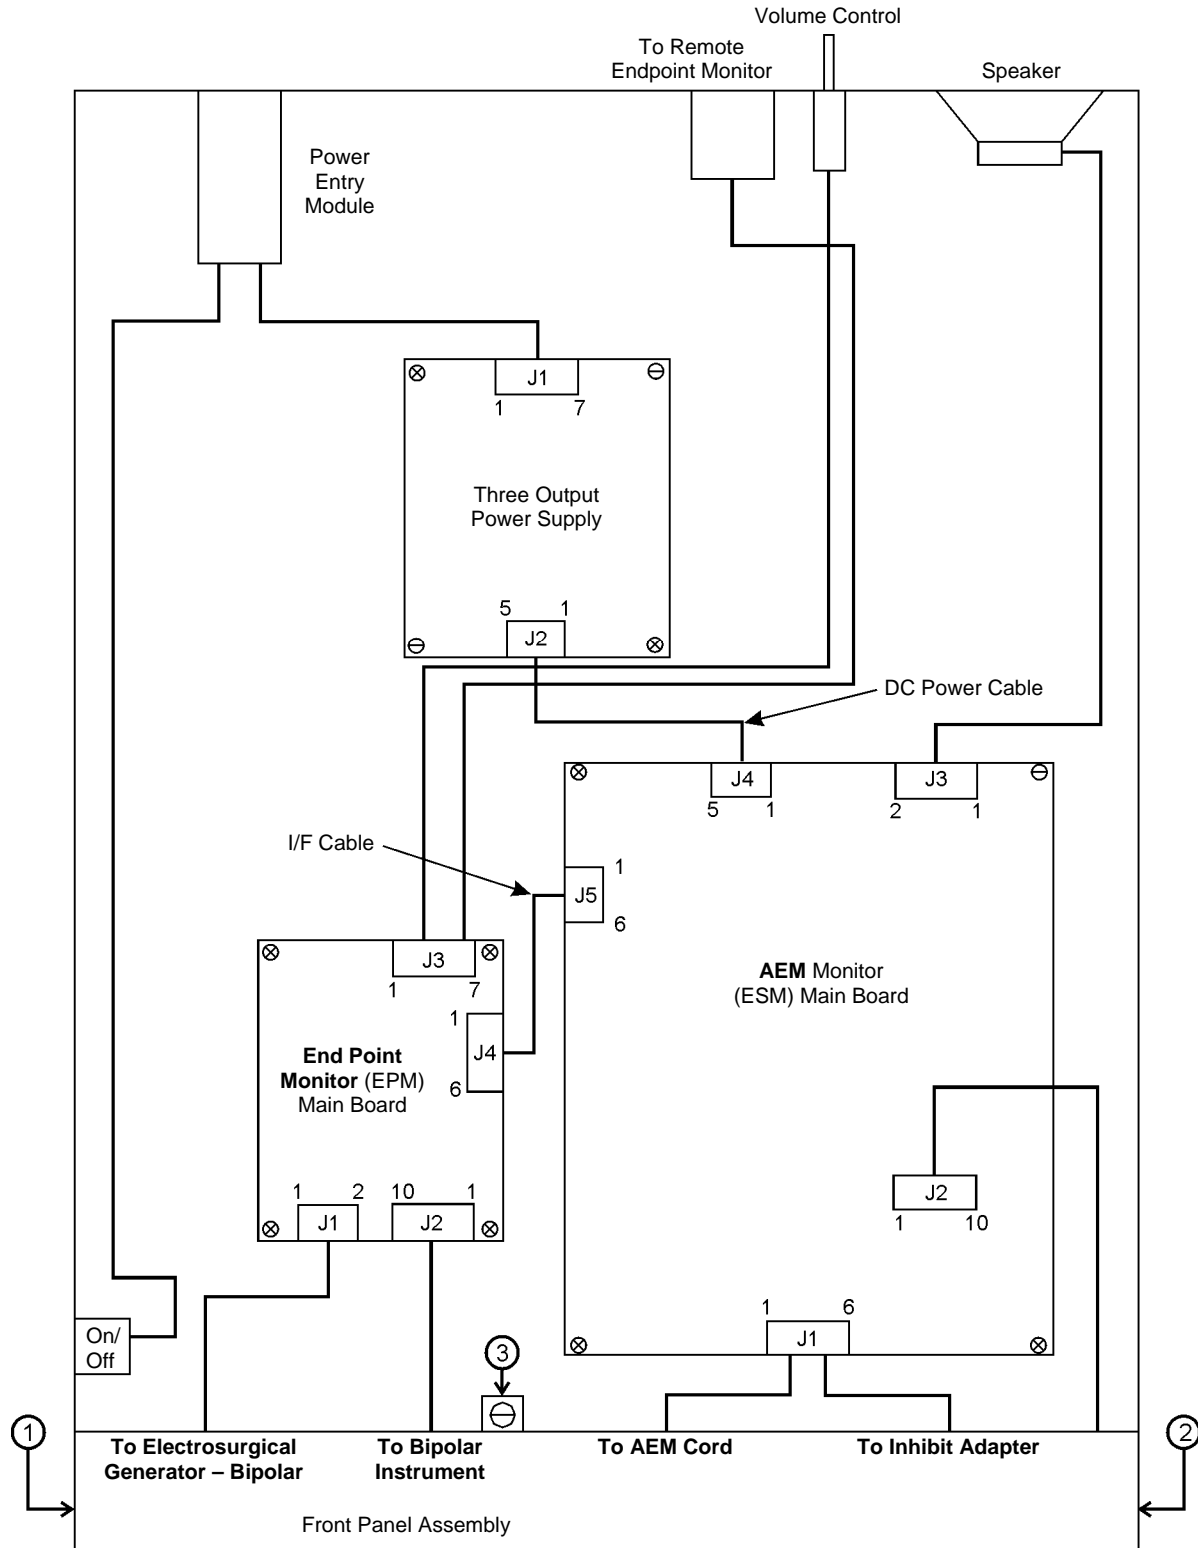 Volume Control
To Remote
Endpoint Monitor
Speaker
Power
Entry
Module
J1
1 7
Three Output
Power Supply
5 1
J2
DC Power Cable
J4
5 1
J3
2 1
I/F Cable
1
J5
6
AEM Monitor
(ESM) Main Board
J3
1 7
1
J4
6
End Point
Monitor (EPM)
Main Board
J2
1 10
1 2 10 1
J1 J2
1 6
J1
On/
Off
3
1
2
To Electrosurgical
Generator – Bipolar
To Bipolar
Instrument
To AEM Cord
To Inhibit Adapter
Front Panel Assembly